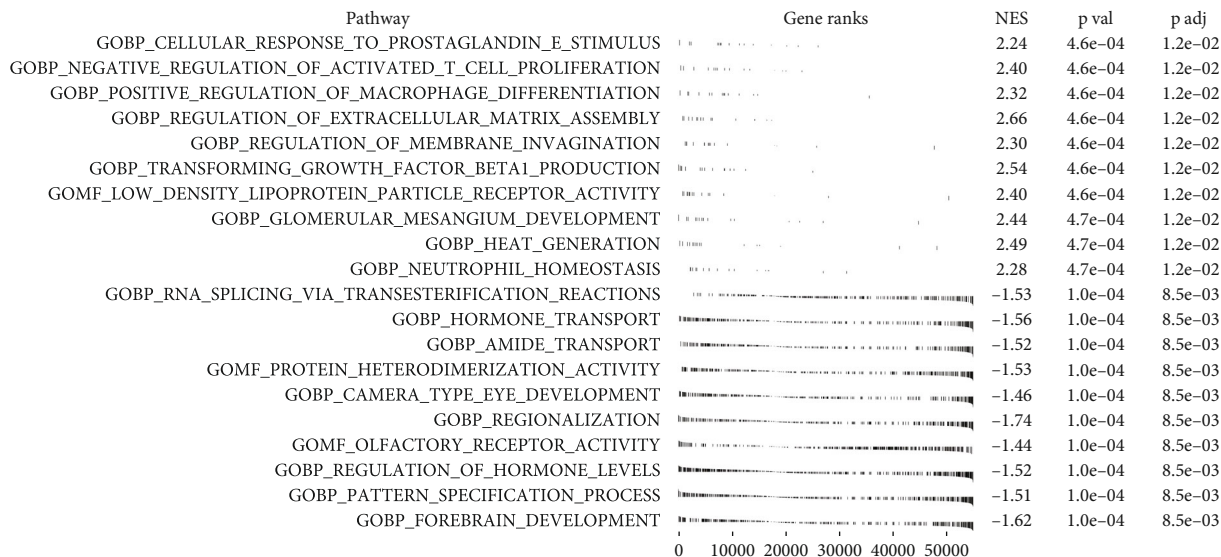 Pathway Gene ranks NES p val p adj
GOBP_CELLULAR_RESPONSE_TO_PROSTAGLANDIN_E_STIMULUS 2.24 4.6e–04 1.2e–02
GOBP_NEGATIVE_REGULATION_OF_ACTIVATED_T_CELL_PROLIFERATION 2.40 4.6e–04 1.2e–02
GOBP_POSITIVE_REGULATION_OF_MACROPHAGE_DIFFERENTIATION 2.32 4.6e–04 1.2e–02
GOBP_REGULATION_OF_EXTRACELLULAR_MATRIX_ASSEMBLY 2.66 4.6e–04 1.2e–02
GOBP_REGULATION_OF_MEMBRANE_INVAGINATION 2.30 4.6e–04 1.2e–02
GOBP_TRANSFORMING_GROWTH_FACTOR_BETA1_PRODUCTION 2.54 4.6e–04 1.2e–02
GOMF_LOW_DENSITY_LIPOPROTEIN_PARTICLE_RECEPTOR_ACTIVITY 2.40 4.6e–04 1.2e–02
GOBP_GLOMERULAR_MESANGIUM_DEVELOPMENT 2.44 4.7e–04 1.2e–02
GOBP_HEAT_GENERATION 2.49 4.7e–04 1.2e–02
GOBP_NEUTROPHIL_HOMEOSTASIS 2.28 4.7e–04 1.2e–02
GOBP_RNA_SPLICING_VIA_TRANSESTERIFICATION_REACTIONS –1.53 1.0e–04 8.5e–03
GOBP_HORMONE_TRANSPORT –1.56 1.0e–04 8.5e–03
GOBP_AMIDE_TRANSPORT –1.52 1.0e–04 8.5e–03
GOMF_PROTEIN_HETERODIMERIZATION_ACTIVITY –1.53 1.0e–04 8.5e–03
GOBP_CAMERA_TYPE_EYE_DEVELOPMENT –1.46 1.0e–04 8.5e–03
GOBP_REGIONALIZATION –1.74 1.0e–04 8.5e–03
GOMF_OLFACTORY_RECEPTOR_ACTIVITY –1.44 1.0e–04 8.5e–03
GOBP_REGULATION_OF_HORMONE_LEVELS –1.52 1.0e–04 8.5e–03
GOBP_PATTERN_SPECIFICATION_PROCESS –1.51 1.0e–04 8.5e–03
GOBP_FOREBRAIN_DEVELOPMENT –1.62 1.0e–04 8.5e–03
0 10000 20000 30000 40000 50000